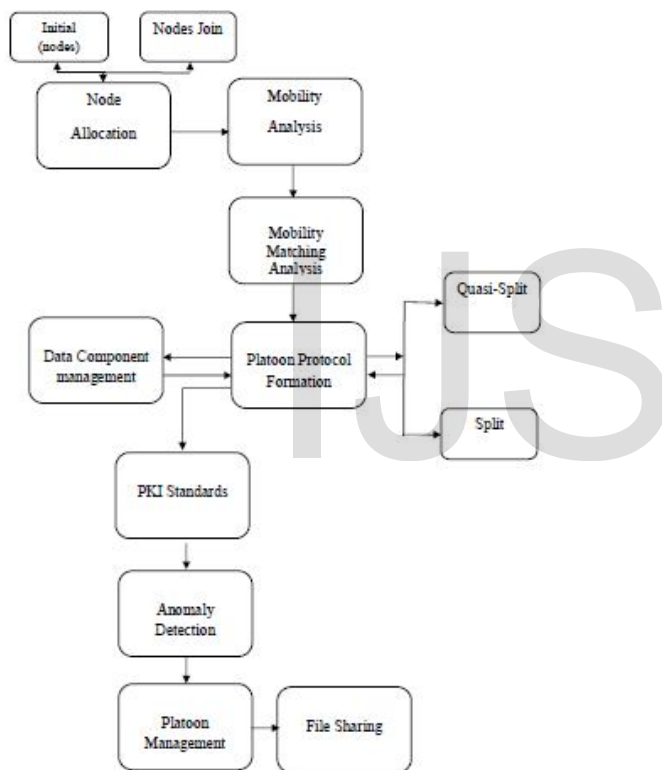 Initial
(nodes)
Nodes Join
Node
Allocation
Mobility
Analysis
Mobility
Matching
Analysis
Quasi-Split
Data Component
management
Platoon Protocol
Formation
Split
PKI Standards
Anomaly
Detection
Platoon
Management
File Sharing
IJS